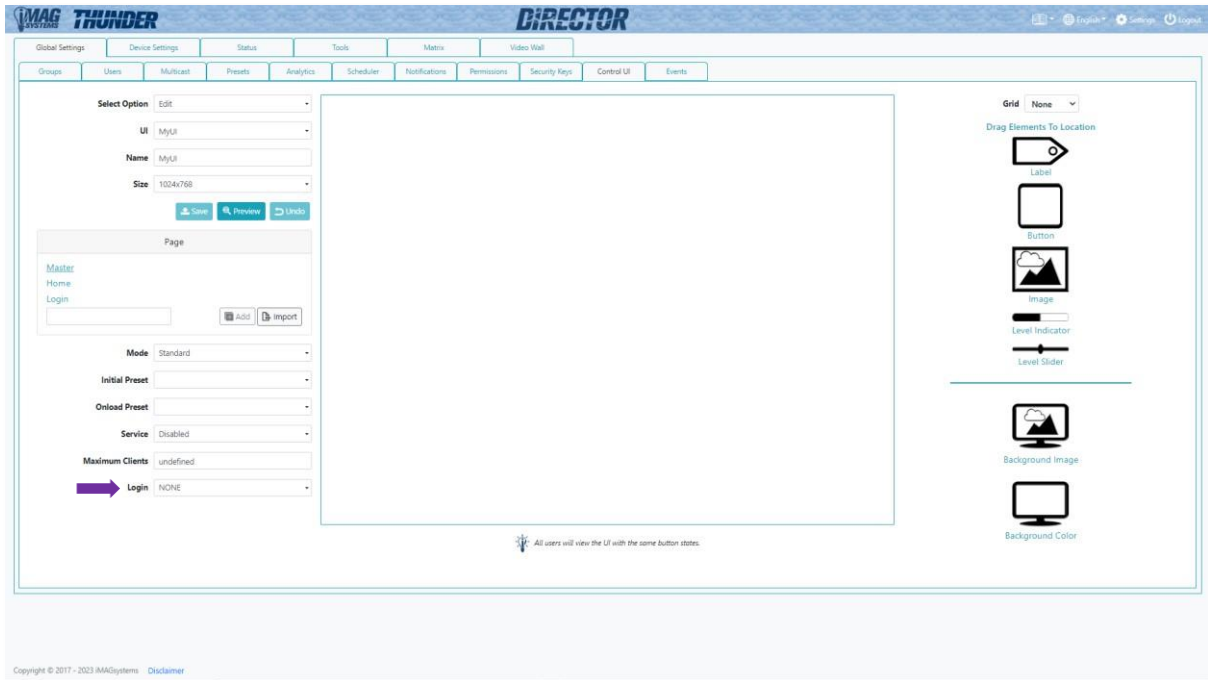 iMAG SYSTEMS THUNDER DiRECTOR English Settings Logout
Global Settings Device Settings Status Tools Matrix Video Wall
Groups Users Multicast Presets Analytics Scheduler Notifications Permissions Security Keys Control UI Events
Select Option Edit
UI MyUI
Name MyUI
Size 1024x768
Save Preview Undo
Page
Master
Home
Login
Add Import
Mode Standard
Initial Preset
Onload Preset
Service Disabled
Maximum Clients undefined
Login NONE
All users will view the UI with the same button states.
Grid None
Drag Elements To Location
Label
Button
Image
Level Indicator
Level Slider
Background Image
Background Color
Copyright © 2017 - 2023 iMAGsystems Disclaimer